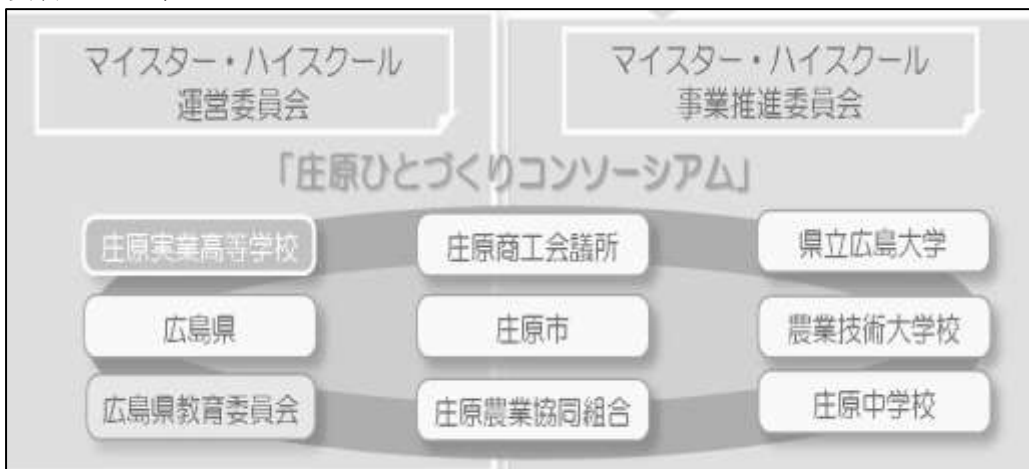 マイスター・ハイスクール
運営委員会
マイスター・ハイスクール
事業推進委員会
「庄原ひとづくりコンソーシアム」
庄原実業高等学校
庄原商工会議所
県立広島大学
広島県
庄原市
農業技術大学校
広島県教育委員会
庄原農業協同組合
庄原中学校